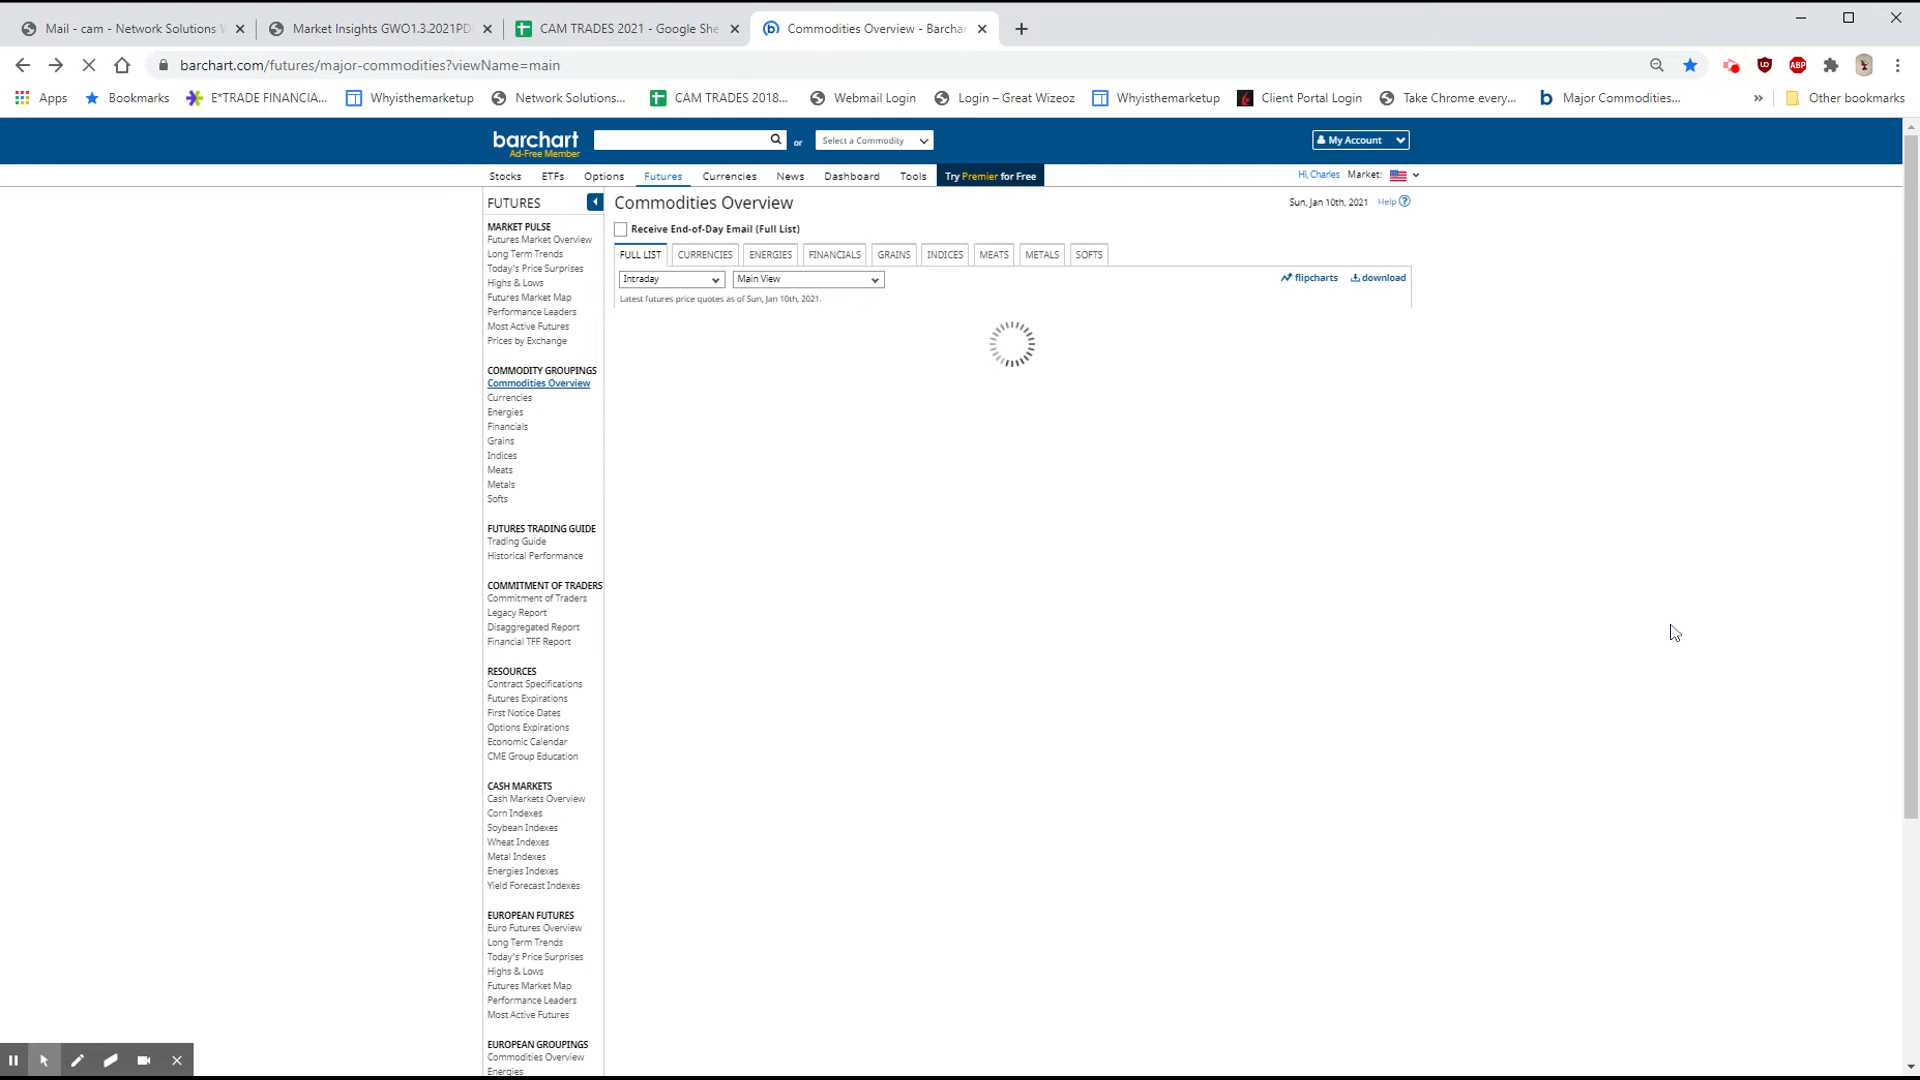 Mail - cam - Network Solutions W
Market Insights GWO1.3.2021PD
CAM TRADES 2021 - Google She
Commodities Overview - Barchar
barchart.com/futures/major-commodities?viewName=main
Apps
Bookmarks
E*TRADE FINANCIA...
Whyisthemarketup
Network Solutions...
CAM TRADES 2018...
Webmail Login
Login – Great Wizeoz
Whyisthemarketup
Client Portal Login
Take Chrome every...
Major Commodities...
»
Other bookmarks
barchart
Ad-Free Member
or
Select a Commodity
My Account
Stocks ETFs Options Futures Currencies News Dashboard Tools Try Premier for Free
Hi, Charles Market:
FUTURES
Commodities Overview
Sun, Jan 10th, 2021 Help ?
Receive End-of-Day Email (Full List)
FULL LIST CURRENCIES ENERGIES FINANCIALS GRAINS INDICES MEATS METALS SOFTS
Intraday
Main View
flipcharts download
Latest futures price quotes as of Sun, Jan 10th, 2021.
MARKET PULSE
Futures Market Overview
Long Term Trends
Today's Price Surprises
Highs & Lows
Futures Market Map
Performance Leaders
Most Active Futures
Prices by Exchange
COMMODITY GROUPINGS
Commodities Overview
Currencies
Energies
Financials
Grains
Indices
Meats
Metals
Softs
FUTURES TRADING GUIDE
Trading Guide
Historical Performance
COMMITMENT OF TRADERS
Commitment of Traders
Legacy Report
Disaggregated Report
Financial TFF Report
RESOURCES
Contract Specifications
Futures Expirations
First Notice Dates
Options Expirations
Economic Calendar
CME Group Education
CASH MARKETS
Cash Markets Overview
Corn Indexes
Soybean Indexes
Wheat Indexes
Metal Indexes
Energies Indexes
Yield Forecast Indexes
EUROPEAN FUTURES
Euro Futures Overview
Long Term Trends
Today's Price Surprises
Highs & Lows
Futures Market Map
Performance Leaders
Most Active Futures
EUROPEAN GROUPINGS
Commodities Overview
Energies